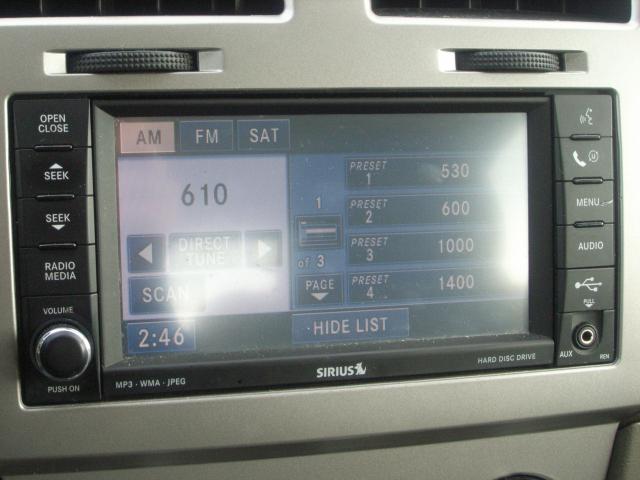 OPEN
CLOSE
SEEK
SEEK
RADIO
MEDIA
VOLUME
PUSH ON
AM FM SAT
610
DIRECT
TUNE
SCAN
2:46
1
of 3
PAGE
PRESET
1 530
PRESET
2 600
PRESET
3 1000
PRESET
4 1400
HIDE LIST
MENU
AUDIO
PULL
AUX REN
MP3 · WMA · JPEG
SIRIUS
HARD DISC DRIVE